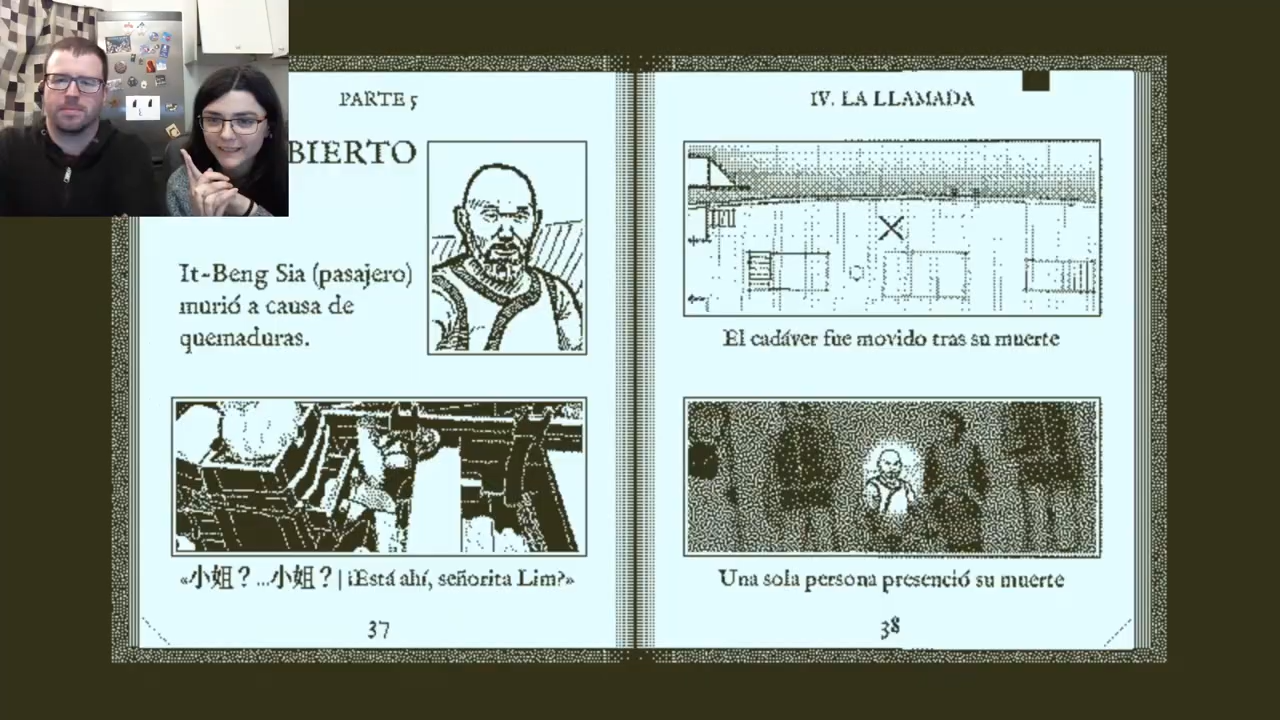 PARTE 5
BIERTO
It-Beng Sia (pasajero)
murió a causa de
quemaduras.
«小姐？...小姐？| ¡Está ahí, señorita Lim?»
37
IV. LA LLAMADA
El cadáver fue movido tras su muerte
Una sola persona presenció su muerte
38